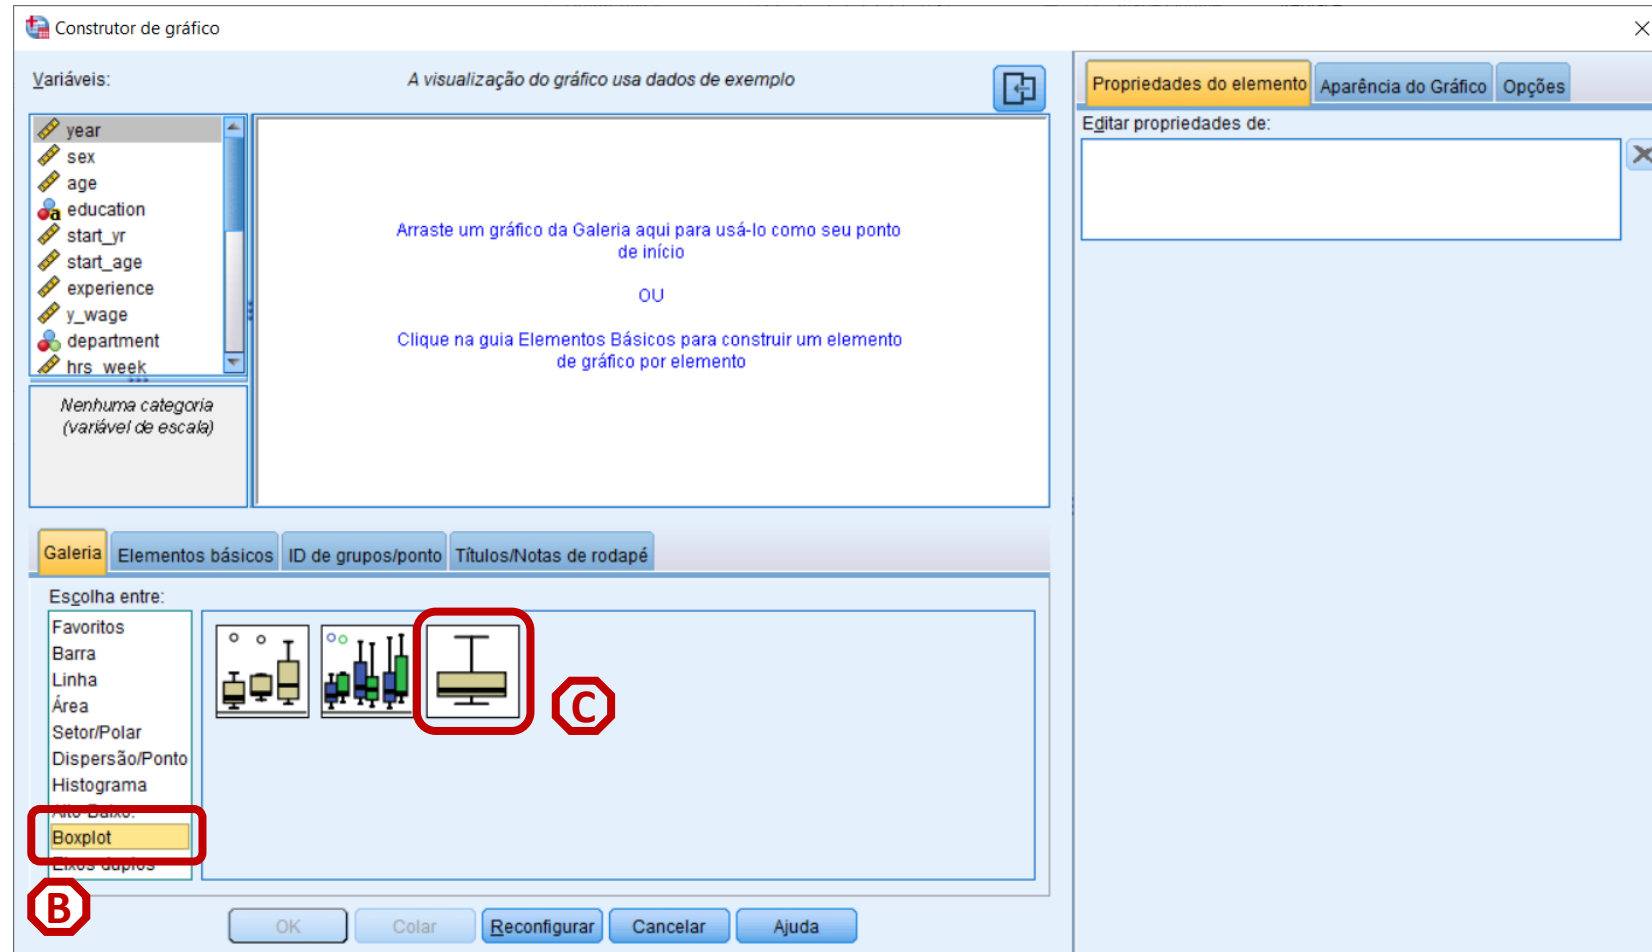 Construtor de gráfico
Variáveis:
A visualização do gráfico usa dados de exemplo
year
sex
age
education
start_yr
start_age
experience
y_wage
department
hrs_week
Nenhuma categoria
(variável de escala)
Arraste um gráfico da Galeria aqui para usá-lo como seu ponto
de início
OU
Clique na guia Elementos Básicos para construir um elemento
de gráfico por elemento
Propriedades do elemento
Aparência do Gráfico
Opções
Editar propriedades de:
Galeria
Elementos básicos
ID de grupos/ponto
Títulos/Notas de rodapé
Escolha entre:
Favoritos
Barra
Linha
Área
Setor/Polar
Dispersão/Ponto
Histograma
Alto-Baixo.
Boxplot
Eixos duplos
C
B
OK
Colar
Reconfigurar
Cancelar
Ajuda